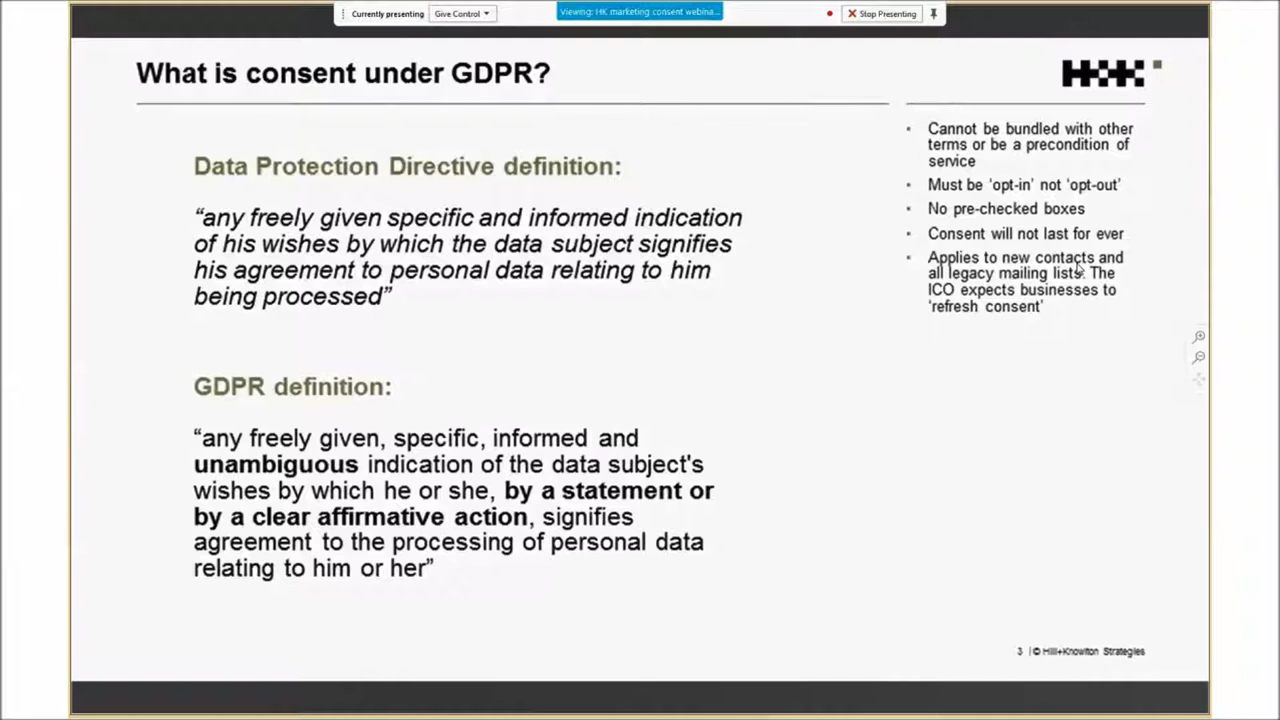 Currently presenting Give Control
Viewing: HK marketing consent webina...
Stop Presenting
What is consent under GDPR?
H+K
Data Protection Directive definition:
“any freely given specific and informed indication
of his wishes by which the data subject signifies
his agreement to personal data relating to him
being processed”
GDPR definition:
“any freely given, specific, informed and
unambiguous indication of the data subject's
wishes by which he or she, by a statement or
by a clear affirmative action, signifies
agreement to the processing of personal data
relating to him or her”
Cannot be bundled with other
terms or be a precondition of
service
Must be ‘opt-in’ not ‘opt-out’
No pre-checked boxes
Consent will not last for ever
Applies to new contacts and
all legacy mailing lists. The
ICO expects businesses to
‘refresh consent’
3 | © Hill+Knowlton Strategies